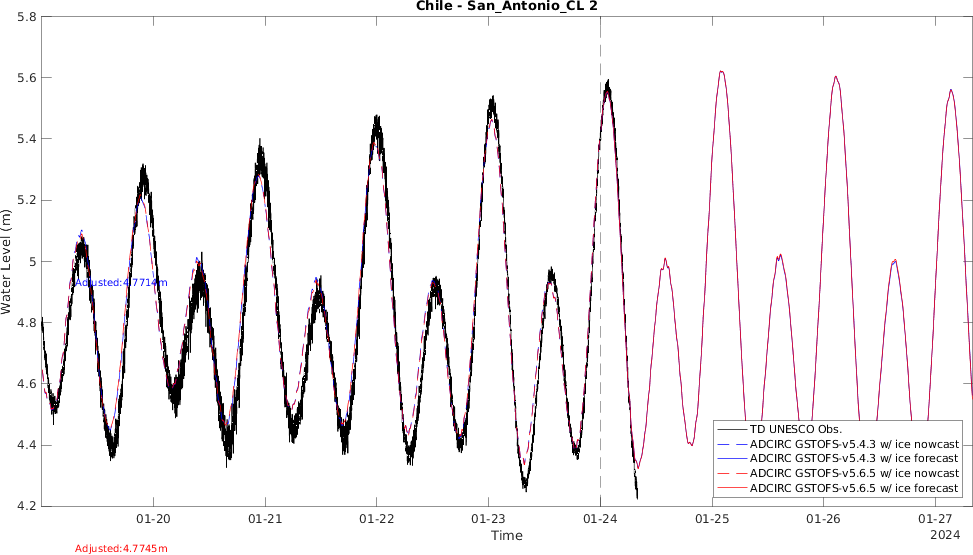 Chile - San_Antonio_CL 2
5.8
5.6
5.4
5.2
5
4.8
4.6
4.4
4.2
Water Level (m)
Adjusted:4.7714m
TD UNESCO Obs.
ADCIRC GSTOFS-v5.4.3 w/ ice nowcast
ADCIRC GSTOFS-v5.4.3 w/ ice forecast
ADCIRC GSTOFS-v5.6.5 w/ ice nowcast
ADCIRC GSTOFS-v5.6.5 w/ ice forecast
01-20 01-21 01-22 01-23 01-24 01-25 01-26 01-27
Time
2024
Adjusted:4.7745m